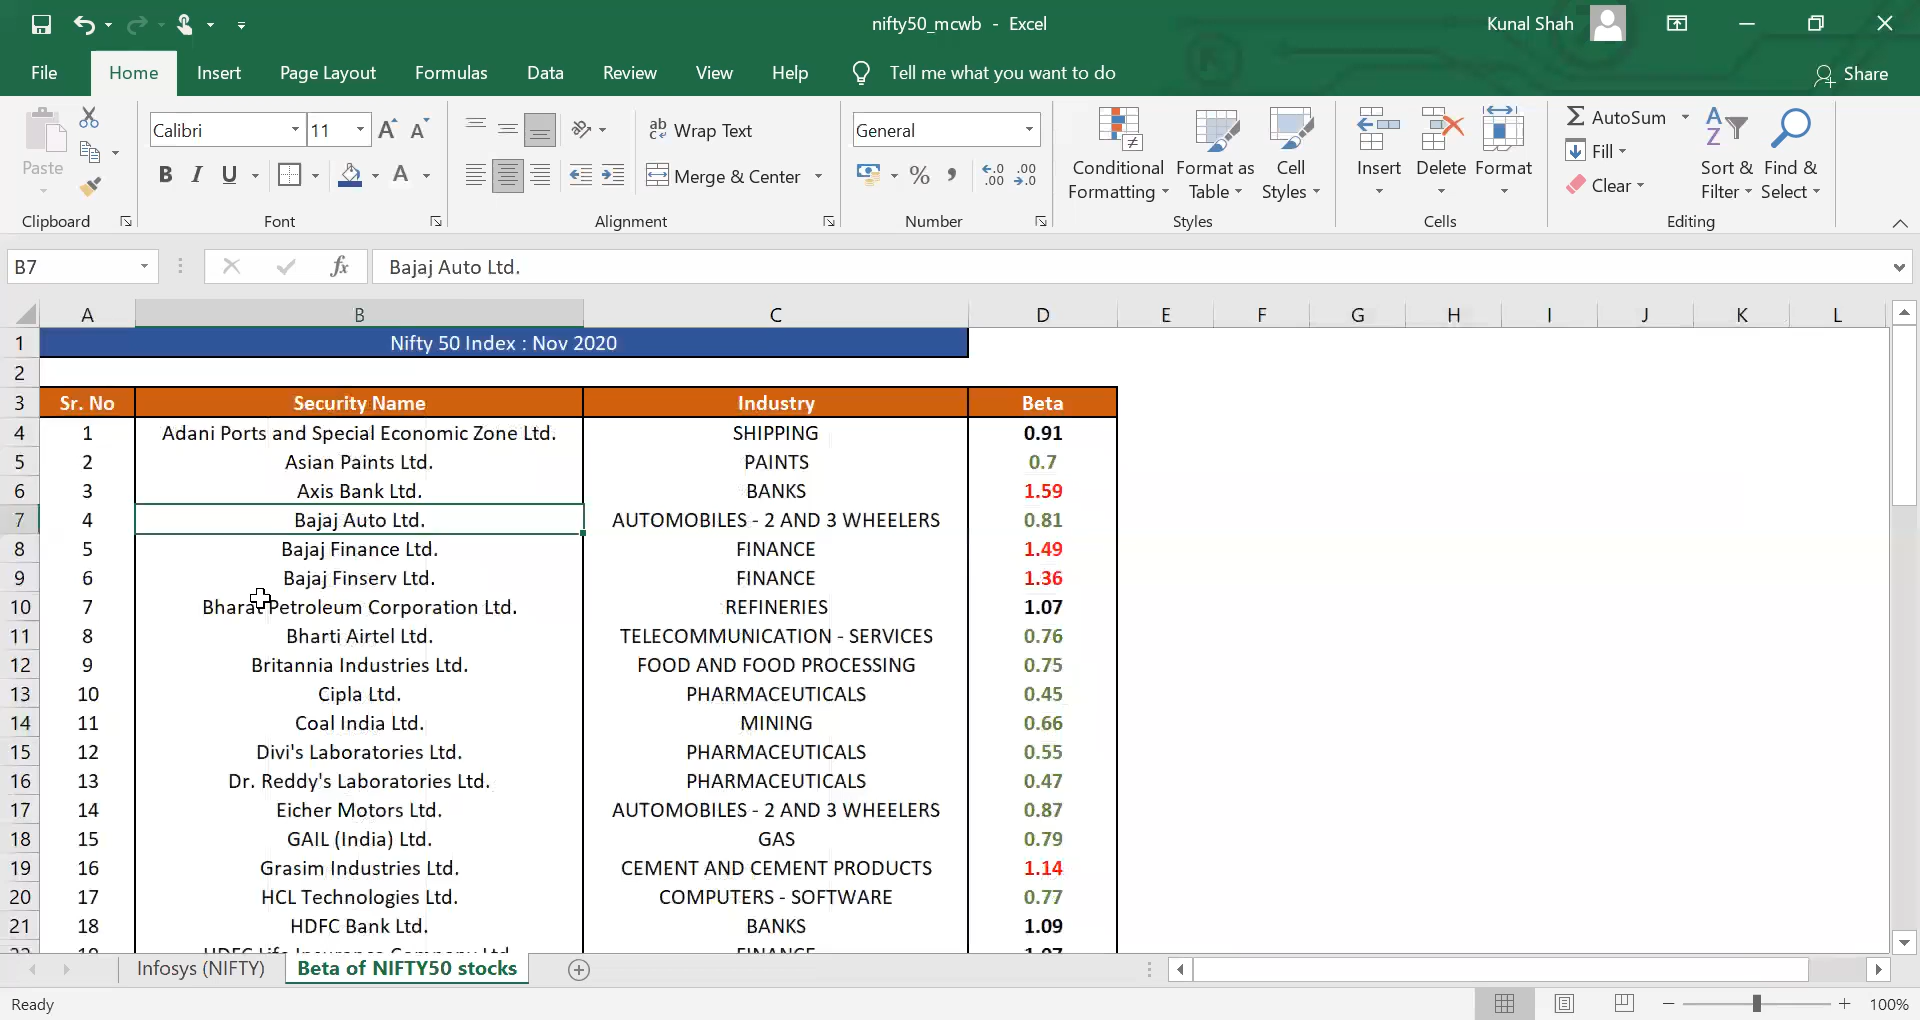 nifty50_mcwb - Excel
Kunal Shah
File Home Insert Page Layout Formulas Data Review View Help Tell me what you want to do Share
Paste
Clipboard
Calibri 11
B I U
Font
ab Wrap Text
Merge & Center
Alignment
General
% , .00 .00
Number
Conditional Formatting
Format as Table
Cell Styles
Styles
Insert Delete Format
Cells
AutoSum
Fill
Clear
Sort & Filter
Find & Select
Editing
B7 fx Bajaj Auto Ltd.
A B C D E F G H I J K L
1 Nifty 50 Index : Nov 2020
2
3 Sr. No Security Name Industry Beta
4 1 Adani Ports and Special Economic Zone Ltd. SHIPPING 0.91
5 2 Asian Paints Ltd. PAINTS 0.7
6 3 Axis Bank Ltd. BANKS 1.59
7 4 Bajaj Auto Ltd. AUTOMOBILES - 2 AND 3 WHEELERS 0.81
8 5 Bajaj Finance Ltd. FINANCE 1.49
9 6 Bajaj Finserv Ltd. FINANCE 1.36
10 7 Bharat Petroleum Corporation Ltd. REFINERIES 1.07
11 8 Bharti Airtel Ltd. TELECOMMUNICATION - SERVICES 0.76
12 9 Britannia Industries Ltd. FOOD AND FOOD PROCESSING 0.75
13 10 Cipla Ltd. PHARMACEUTICALS 0.45
14 11 Coal India Ltd. MINING 0.66
15 12 Divi's Laboratories Ltd. PHARMACEUTICALS 0.55
16 13 Dr. Reddy's Laboratories Ltd. PHARMACEUTICALS 0.47
17 14 Eicher Motors Ltd. AUTOMOBILES - 2 AND 3 WHEELERS 0.87
18 15 GAIL (India) Ltd. GAS 0.79
19 16 Grasim Industries Ltd. CEMENT AND CEMENT PRODUCTS 1.14
20 17 HCL Technologies Ltd. COMPUTERS - SOFTWARE 0.77
21 18 HDFC Bank Ltd. BANKS 1.09
Infosys (NIFTY) Beta of NIFTY50 stocks
Ready 100%